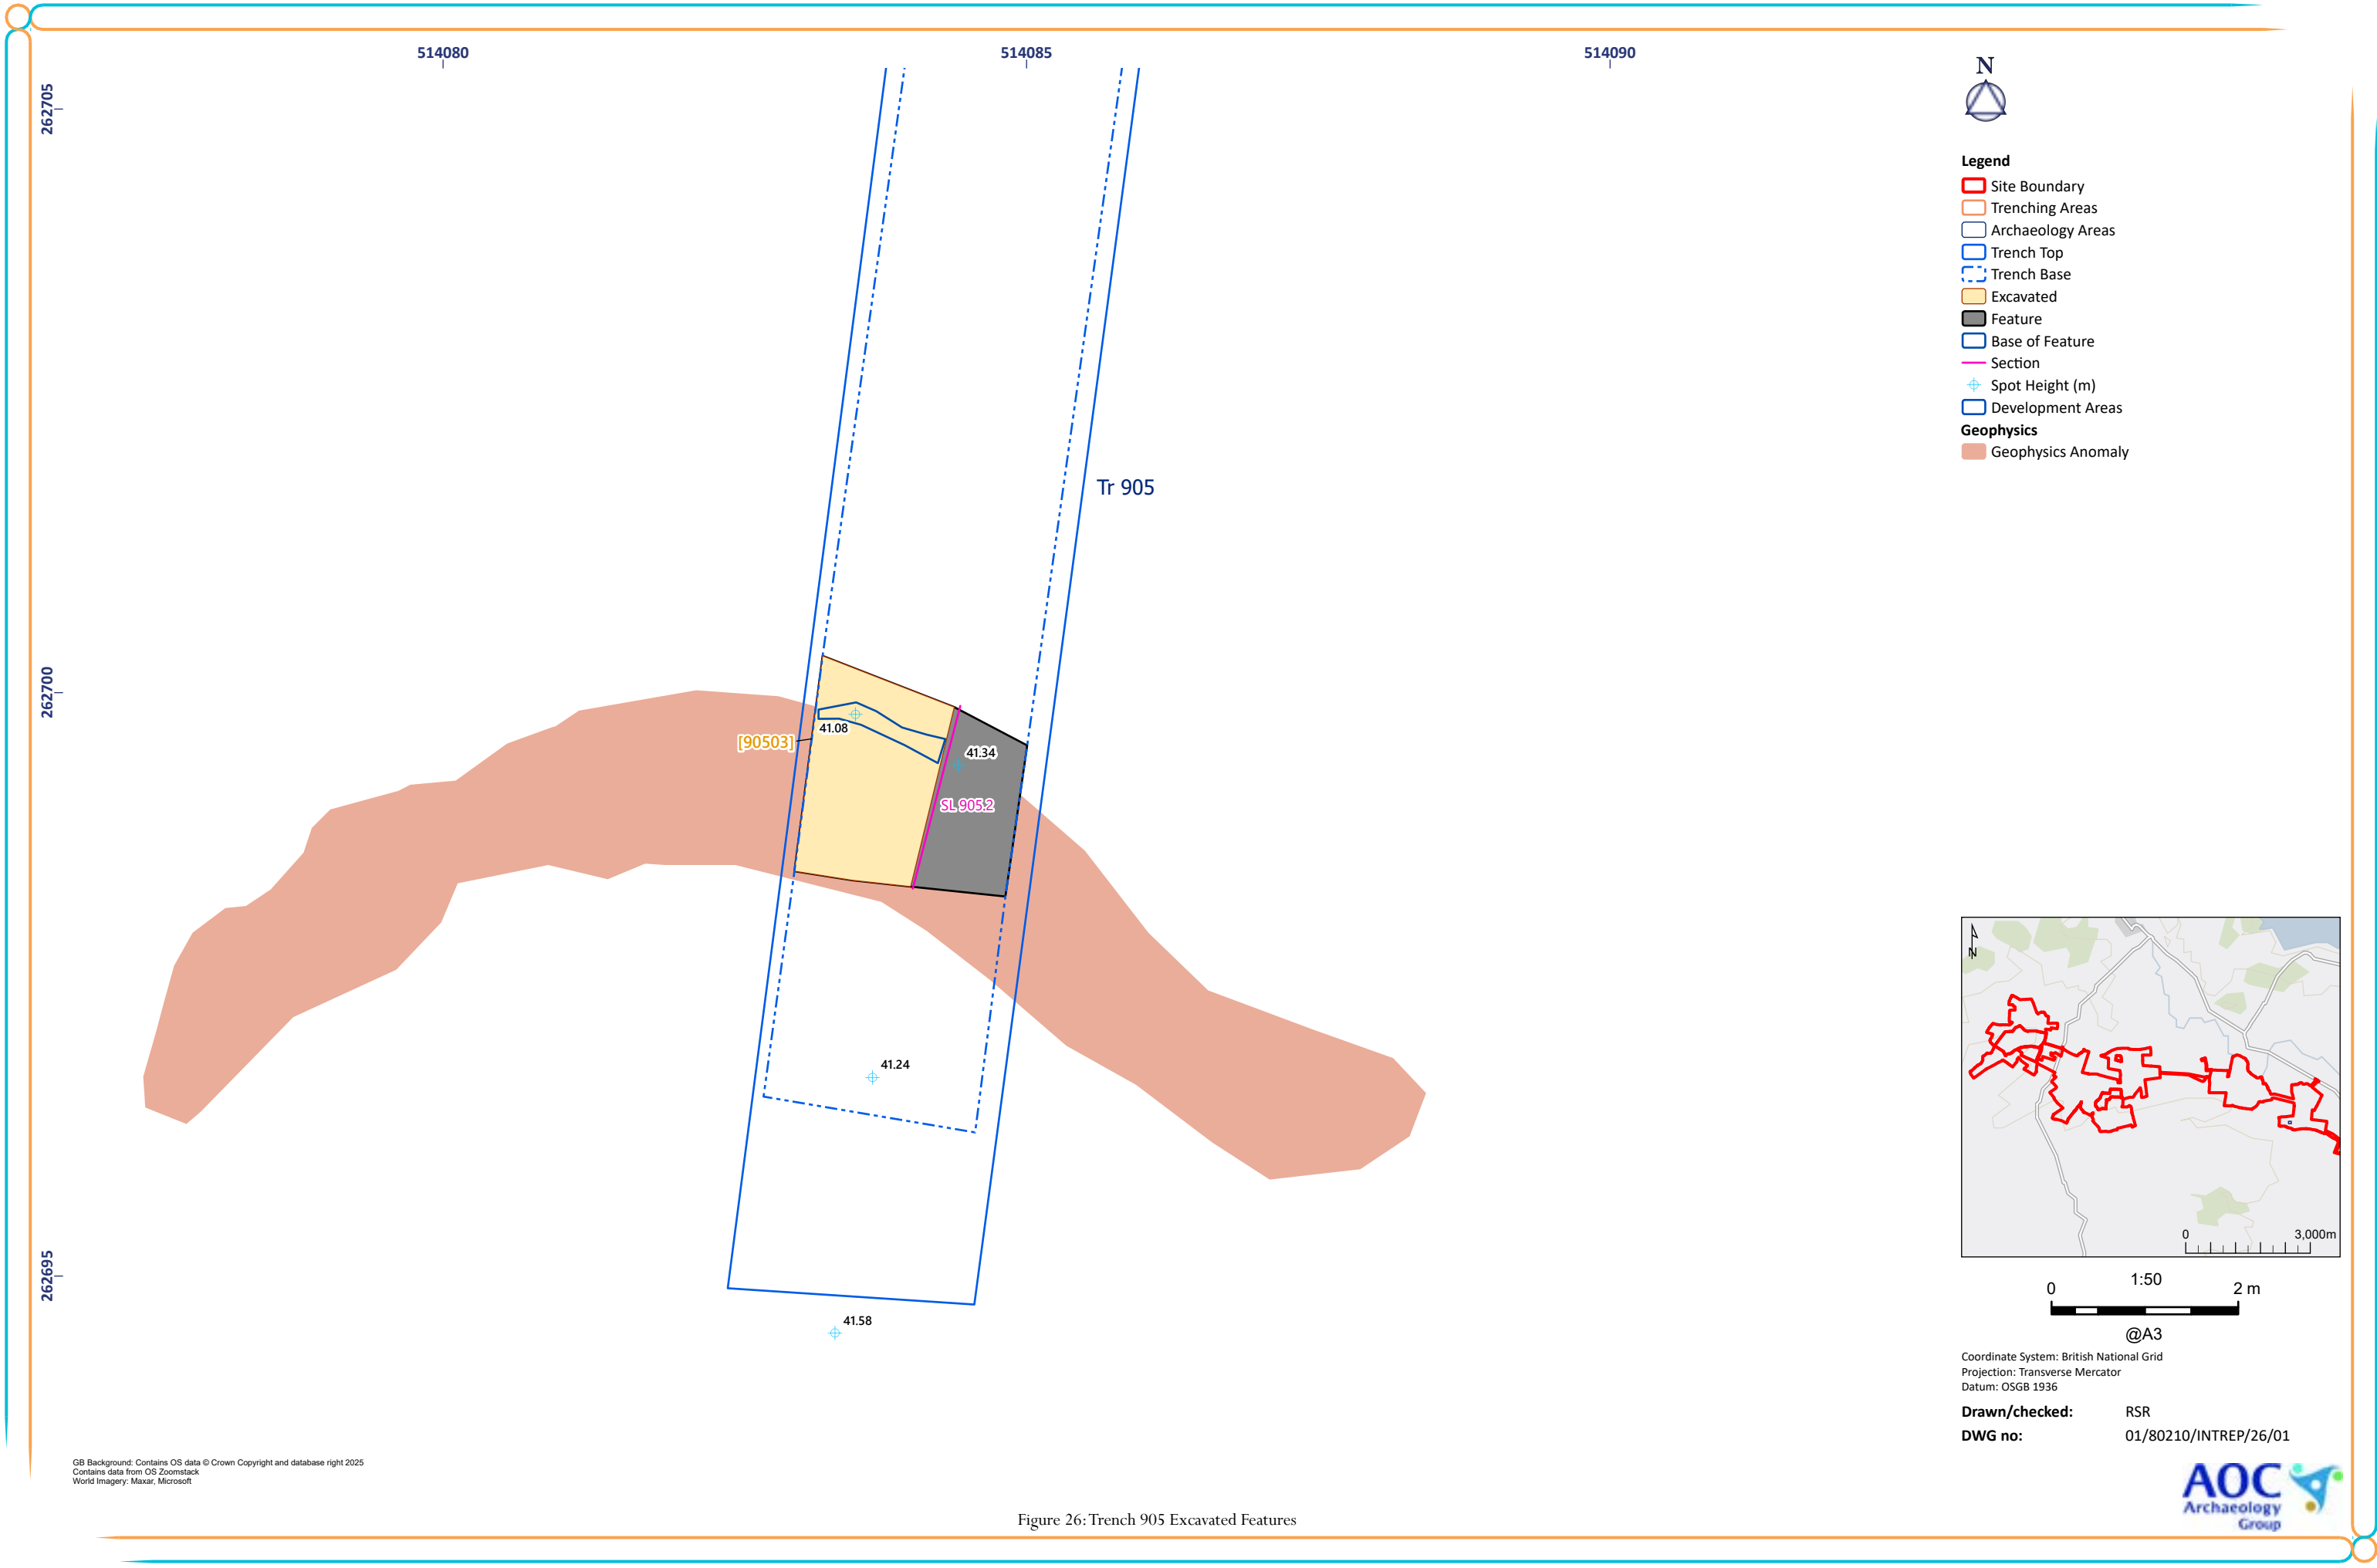 514080
514085
514090
262705
262700
262695
N
Legend
Site Boundary
Trenching Areas
Archaeology Areas
Trench Top
Trench Base
Excavated
Feature
Base of Feature
Section
Spot Height (m)
Development Areas
Geophysics
Geophysics Anomaly
Tr 905
41.08
[90503]
41.34
SL 905.2
41.24
41.58
N
0
3,000m
1:50
0
2 m
@A3
Coordinate System: British National Grid
Projection: Transverse Mercator
Datum: OSGB 1936
Drawn/checked: RSR
DWG no: 01/80210/INTREP/26/01
GB Background: Contains OS data © Crown Copyright and database right 2025
Contains data from OS Zoomstack
World Imagery: Maxar, Microsoft
AOC
Archaeology
Group
Figure 26: Trench 905 Excavated Features